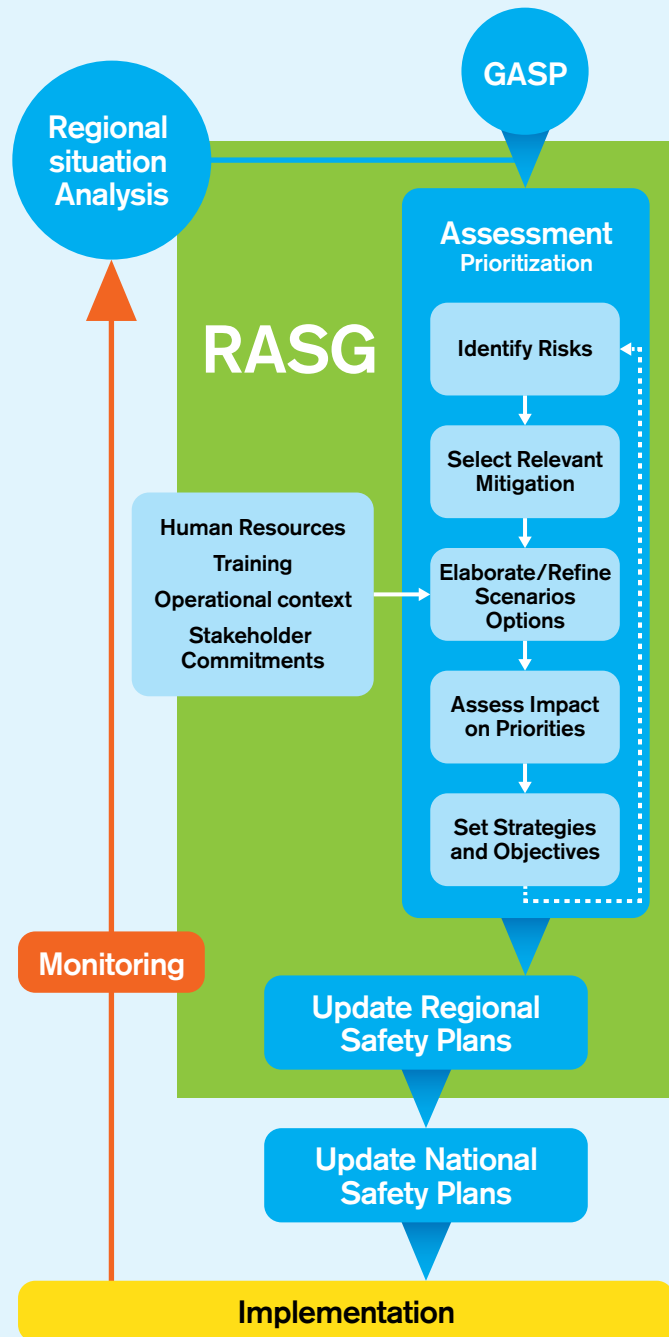 GASP
Regional
situation
Analysis
Assessment
Prioritization
RASG
Identify Risks
Select Relevant
Mitigation
Human Resources
Training
Operational context
Stakeholder
Commitments
Elaborate/Refine
Scenarios
Options
Assess Impact
on Priorities
Set Strategies
and Objectives
Monitoring
Update Regional
Safety Plans
Update National
Safety Plans
Implementation